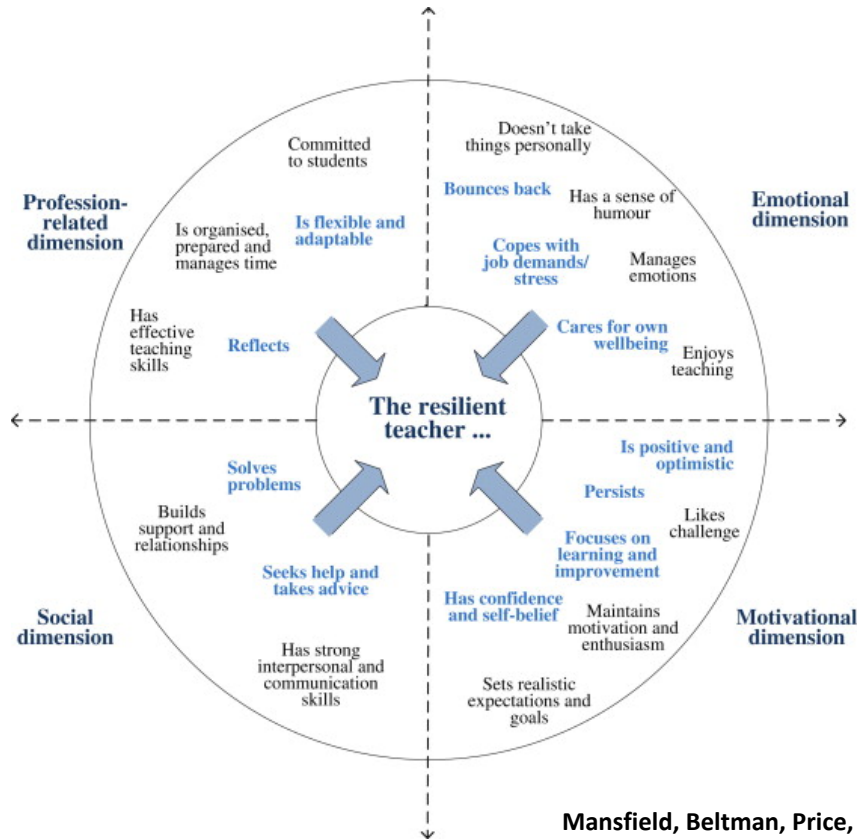 Profession-
related
dimension
Committed
to students
Is organised,
prepared and
manages time
Is flexible and
adaptable
Has
effective
teaching
skills
Reflects
Emotional
dimension
Doesn't take
things personally
Bounces back
Has a sense of
humour
Copes with
job demands/
stress
Manages
emotions
Cares for own
wellbeing
Enjoys
teaching
The resilient
teacher ...
Social
dimension
Solves
problems
Builds
support and
relationships
Seeks help and
takes advice
Has strong
interpersonal and
communication
skills
Motivational
dimension
Is positive and
optimistic
Persists
Likes
challenge
Focuses on
learning and
improvement
Has confidence
and self-belief
Maintains
motivation and
enthusiasm
Sets realistic
expectations and
goals
Mansfield, Beltman, Price,